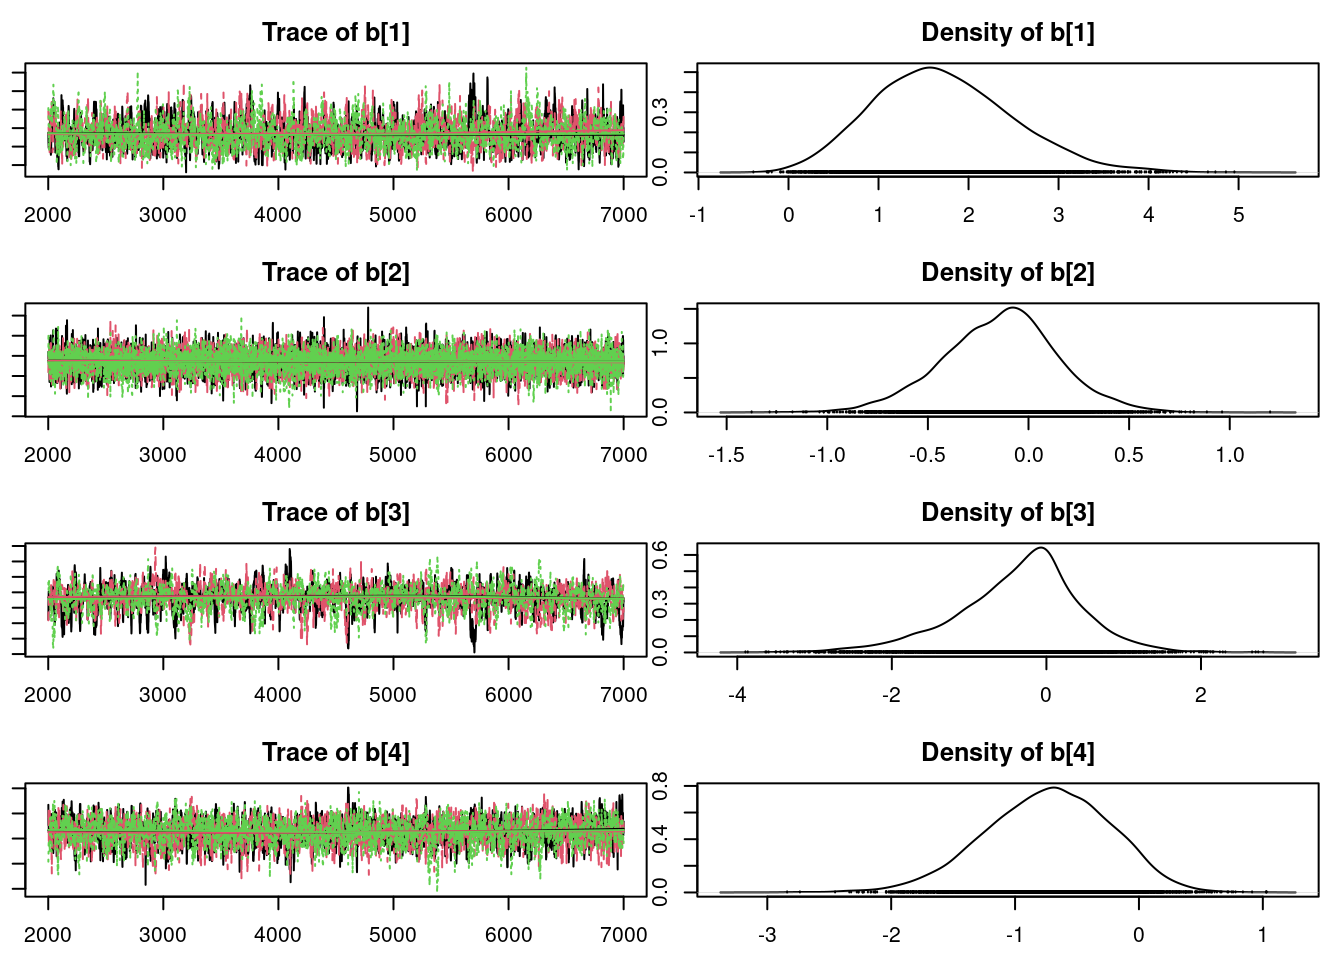 Trace of b[1]
2000 3000 4000 5000 6000 7000
Density of b[1]
0.0 0.3
-1 0 1 2 3 4 5
Trace of b[2]
2000 3000 4000 5000 6000 7000
Density of b[2]
0.0 1.0
-1.5 -1.0 -0.5 0.0 0.5 1.0
Trace of b[3]
2000 3000 4000 5000 6000 7000
Density of b[3]
0.0 0.3 0.6
-4 -2 0 2
Trace of b[4]
2000 3000 4000 5000 6000 7000
Density of b[4]
0.0 0.4 0.8
-3 -2 -1 0 1